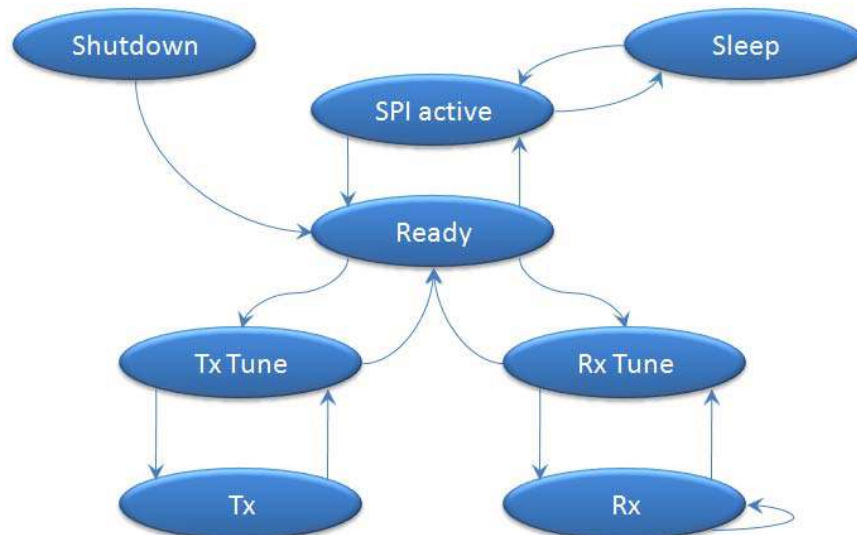 Shutdown
Sleep
SPI active
Ready
Tx Tune
Rx Tune
Tx
Rx